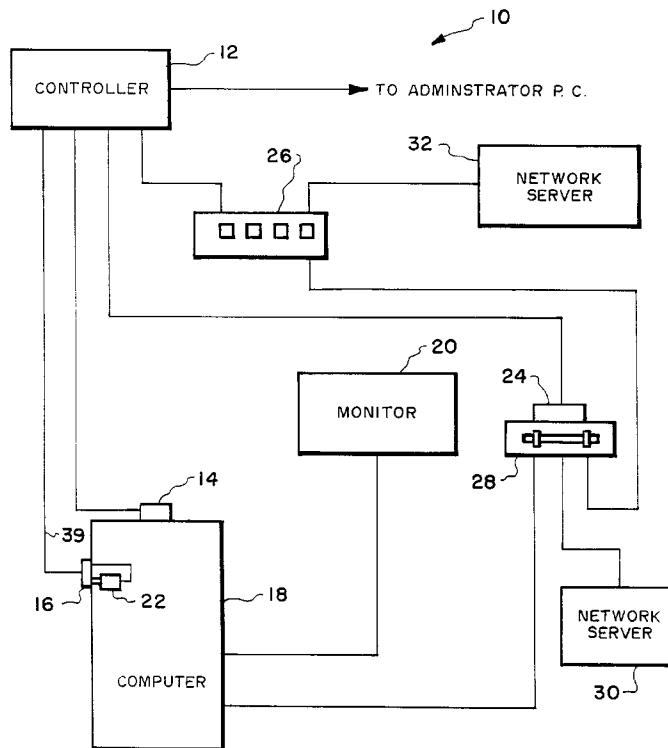 10
12
CONTROLLER
TO ADMINSTRATOR P. C.
26
32
NETWORK
SERVER
20
MONITOR
24
28
14
39
16
22
18
COMPUTER
NETWORK
SERVER
30